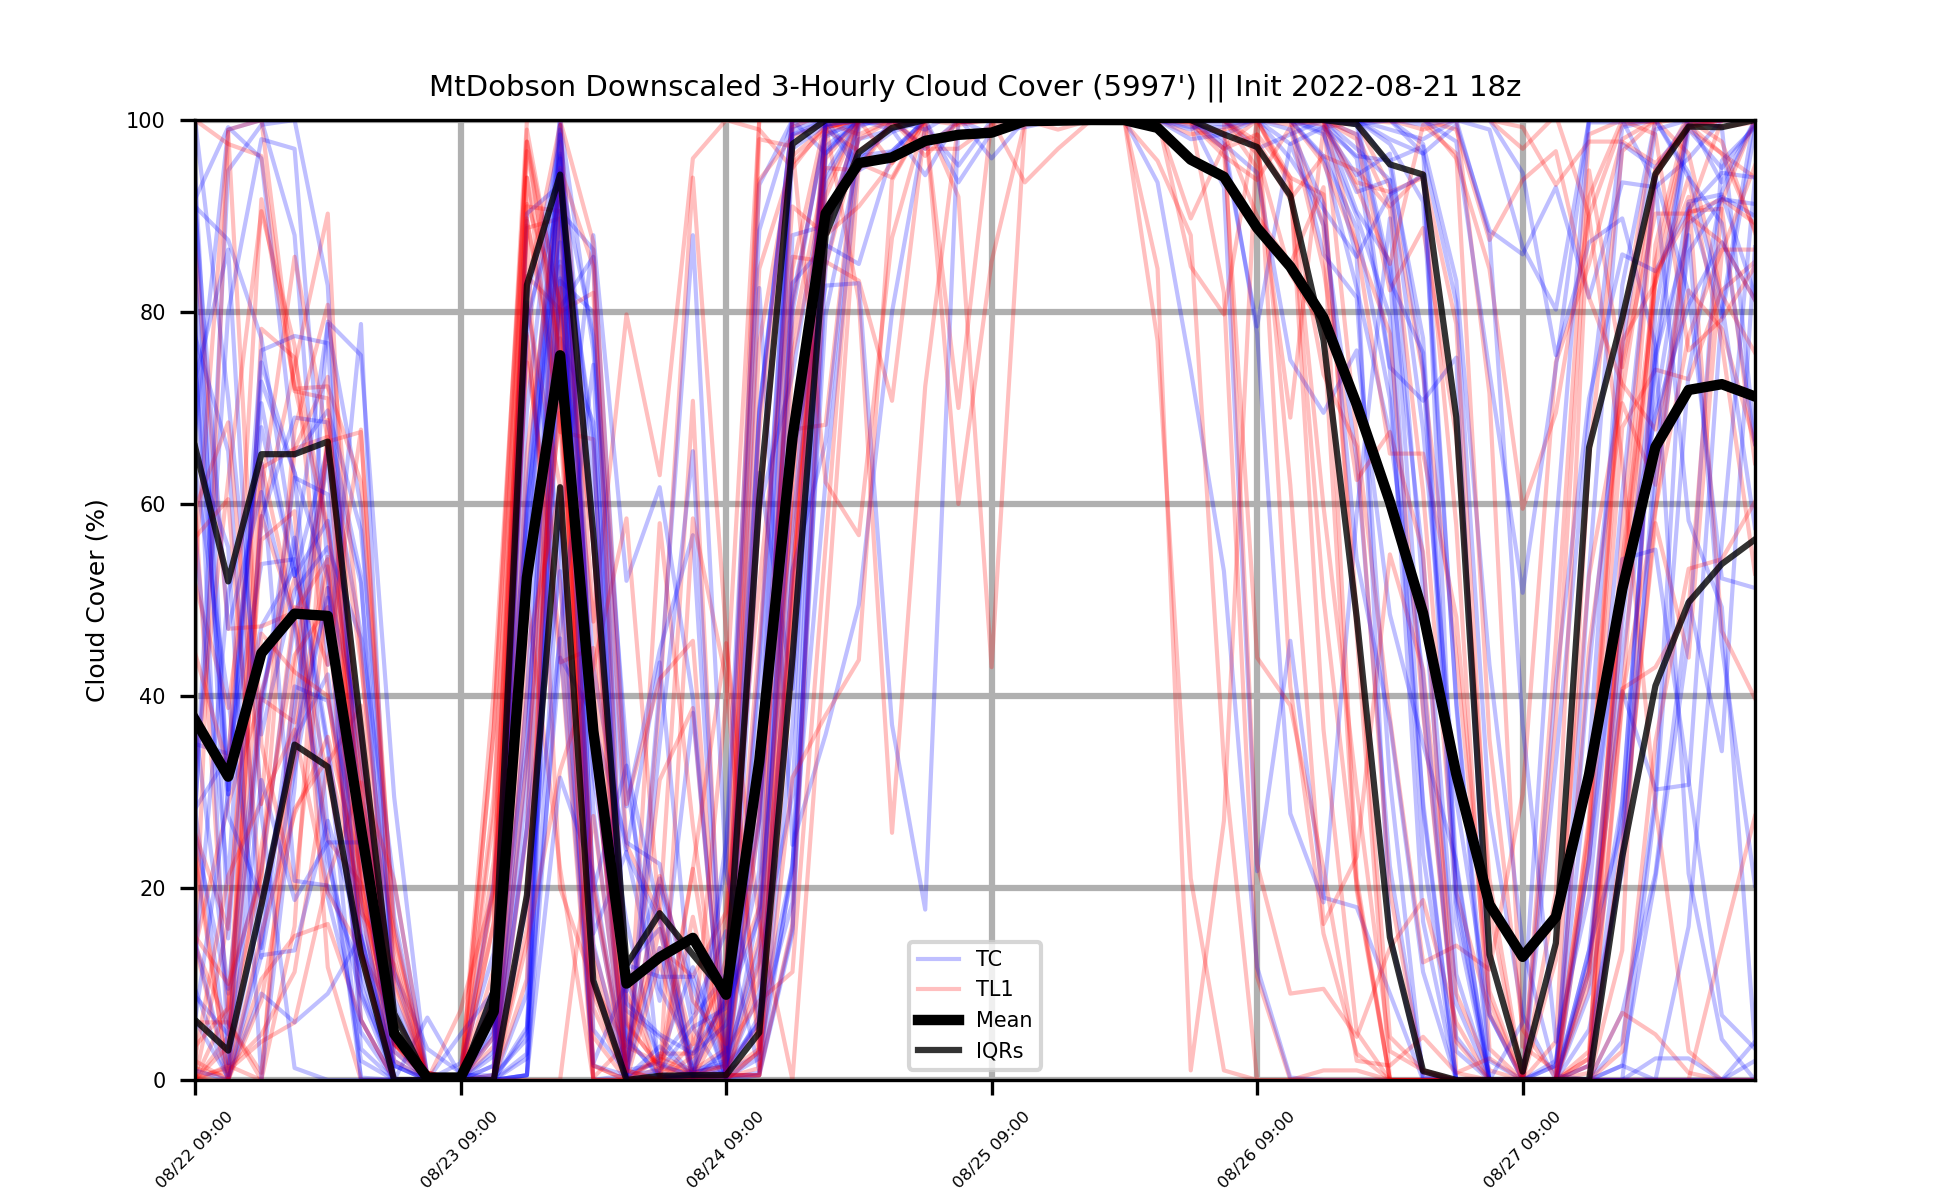 MtDobson Downscaled 3-Hourly Cloud Cover (5997') || Init 2022-08-21 18z
Cloud Cover (%)
100
80
60
40
20
0
TC
TL1
Mean
IQRs
08/22 09:00
08/23 09:00
08/24 09:00
08/25 09:00
08/26 09:00
08/27 09:00